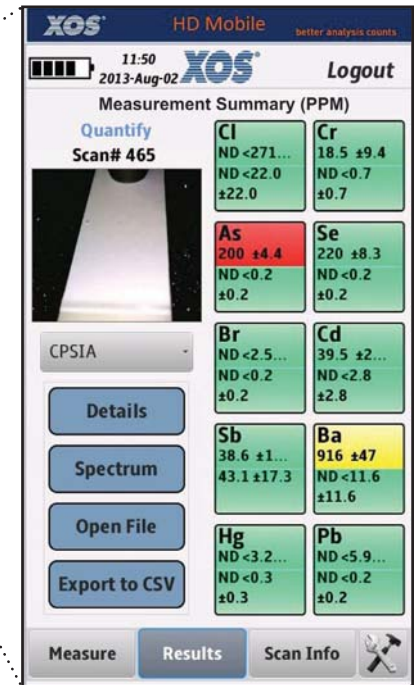 XOS HD Mobile better analysis counts
11:50
2013-Aug-02
XOS
Logout
Measurement Summary (PPM)
Quantify
Scan# 465
CPSIA
Details
Spectrum
Open File
Export to CSV
Cl
ND <271...
ND <22.0
±22.0
Cr
18.5 ±9.4
ND <0.7
±0.7
As
200 ±4.4
ND <0.2
±0.2
Se
220 ±8.3
ND <0.2
±0.2
Br
ND <2.5...
ND <0.2
±0.2
Cd
39.5 ±2...
ND <2.8
±2.8
Sb
38.6 ±1...
43.1 ±17.3
Ba
916 ±47
ND <11.6
±11.6
Hg
ND <3.2...
ND <0.3
±0.3
Pb
ND <5.9...
ND <0.2
±0.2
Measure Results Scan Info